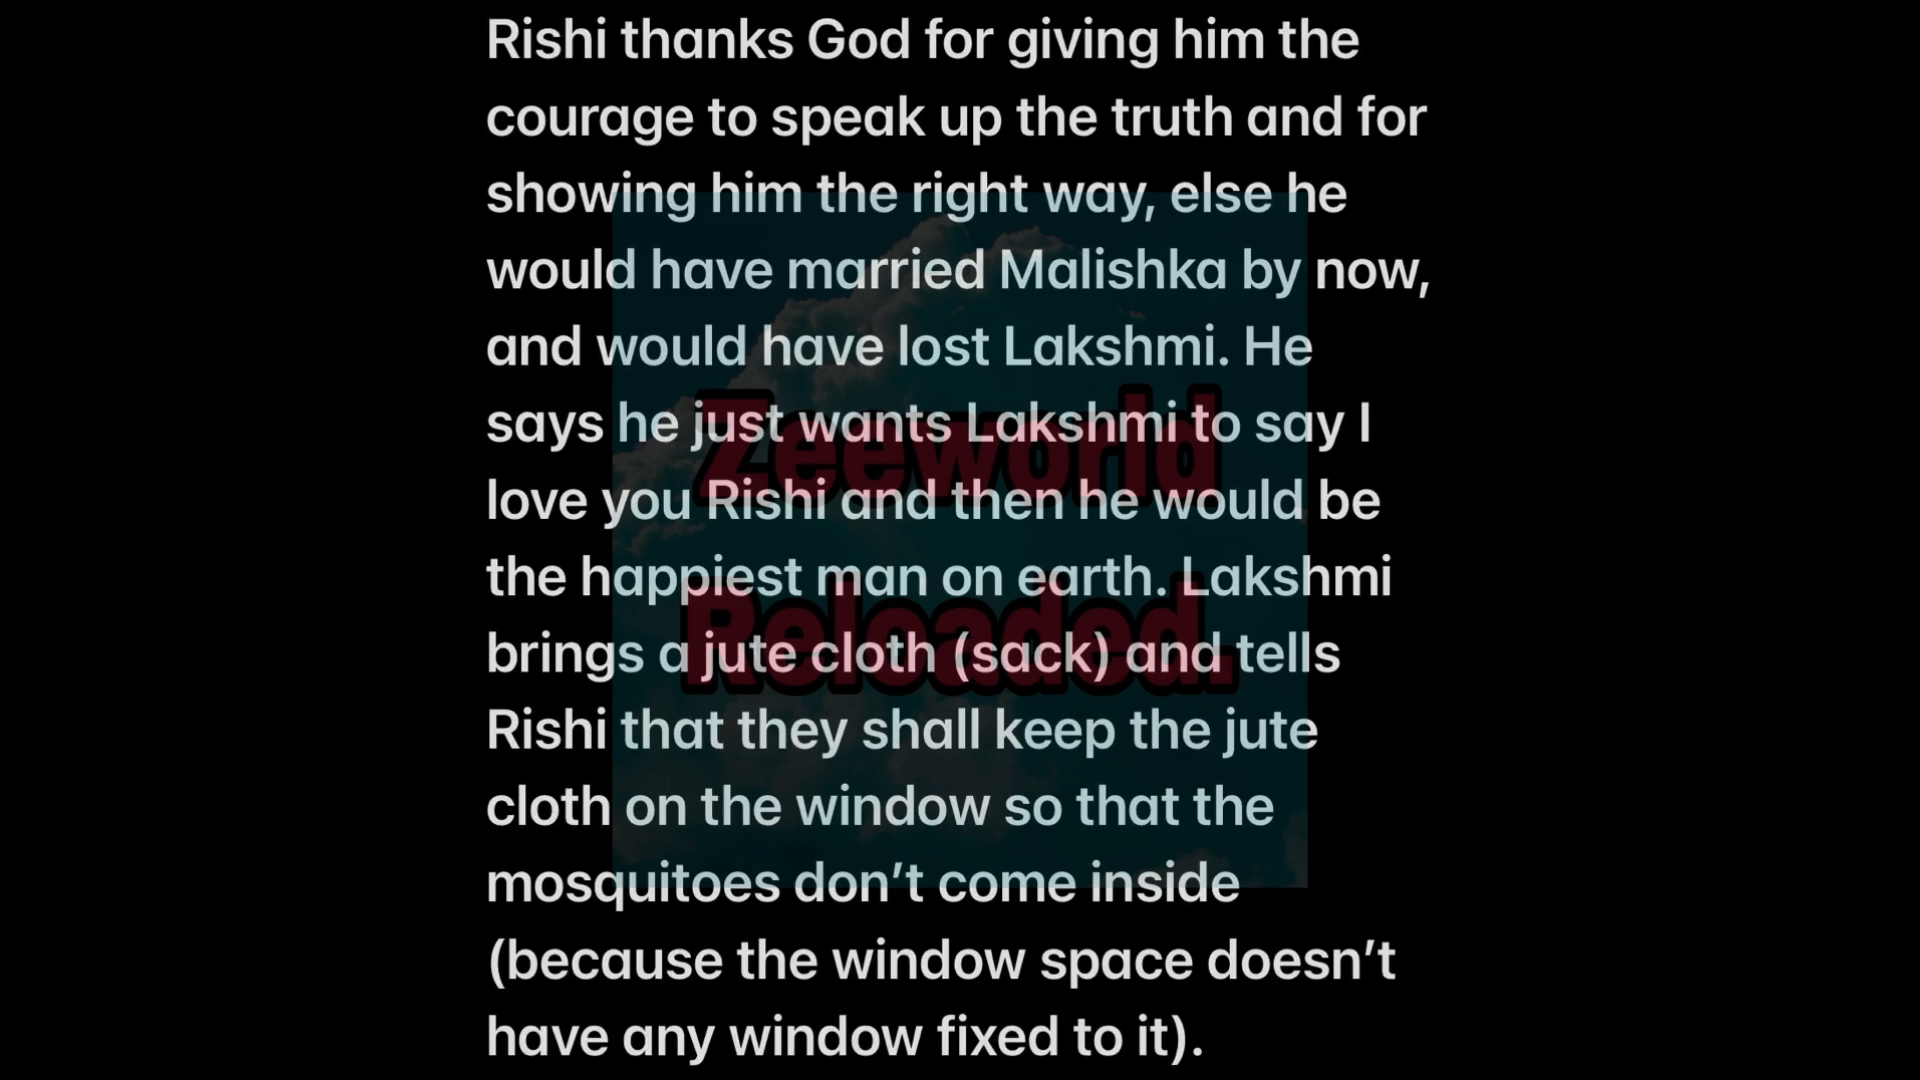 Rishi thanks God for giving him the
courage to speak up the truth and for
showing him the right way, else he
would have married Malishka by now,
and would have lost Lakshmi. He
says he just wants Lakshmi to say I
love you Rishi and then he would be
the happiest man on earth. Lakshmi
brings a jute cloth (sack) and tells
Rishi that they shall keep the jute
cloth on the window so that the
mosquitoes don’t come inside
(because the window space doesn’t
have any window fixed to it).
Zeeworld
Reloaded.